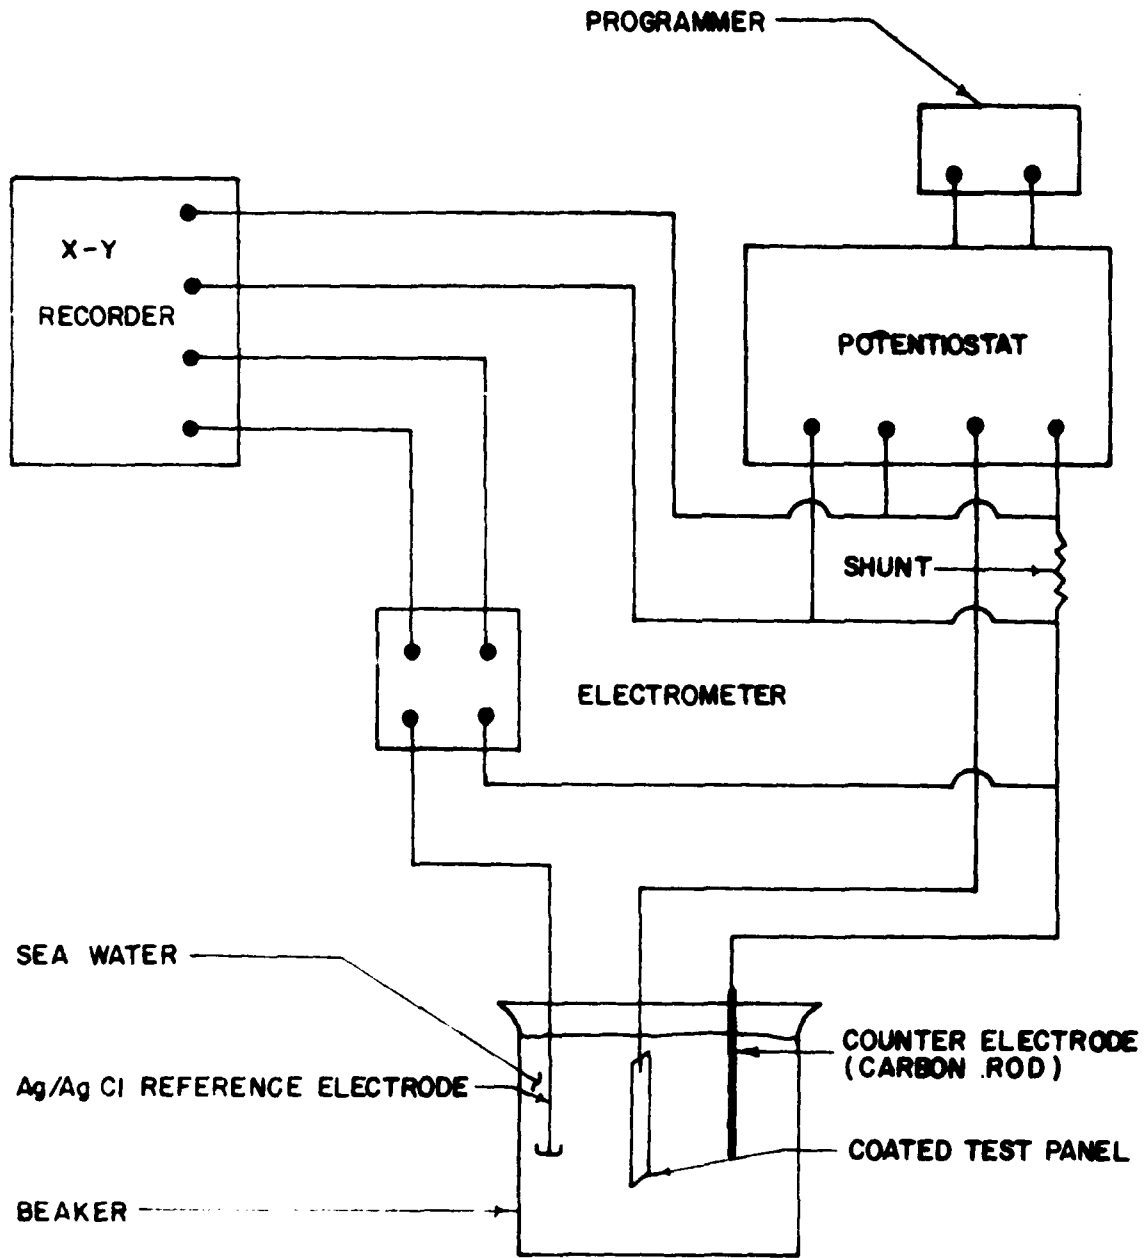 PROGRAMMER
X-Y
RECORDER
POTENTIOSTAT
SHUNT
ELECTROMETER
SEA WATER
COUNTER ELECTRODE
(CARBON ROD)
Ag/Ag Cl REFERENCE ELECTRODE
COATED TEST PANEL
BEAKER